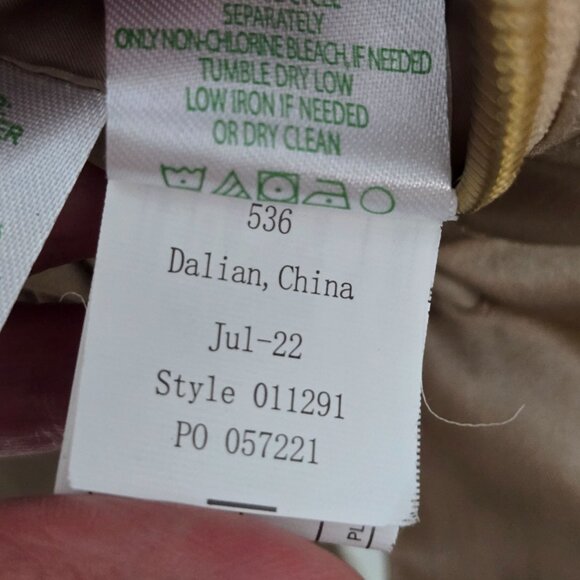 SEPARATELY
ONLY NON-CHLORINE BLEACH, IF NEEDED
TUMBLE DRY LOW
LOW IRON IF NEEDED
OR DRY CLEAN
536
Dalian, China
Jul-22
Style 011291
PO 057221
PL